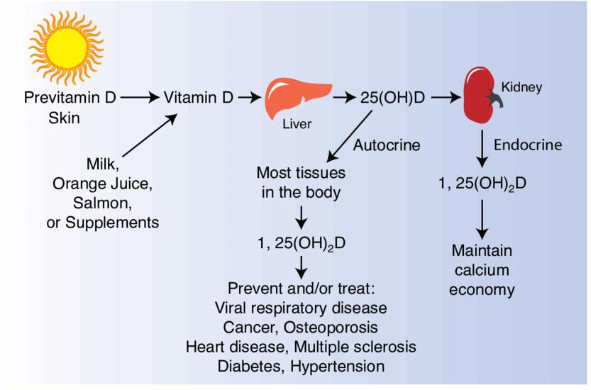 Previtamin D
Skin
Vitamin D
Liver
25(OH)D
Kidney
Milk,
Orange Juice,
Salmon,
or Supplements
Autocrine
Most tissues
in the body
1, 25(OH)₂D
Prevent and/or treat:
Viral respiratory disease
Cancer, Osteoporosis
Heart disease, Multiple sclerosis
Diabetes, Hypertension
Endocrine
1, 25(OH)₂D
Maintain
calcium
economy